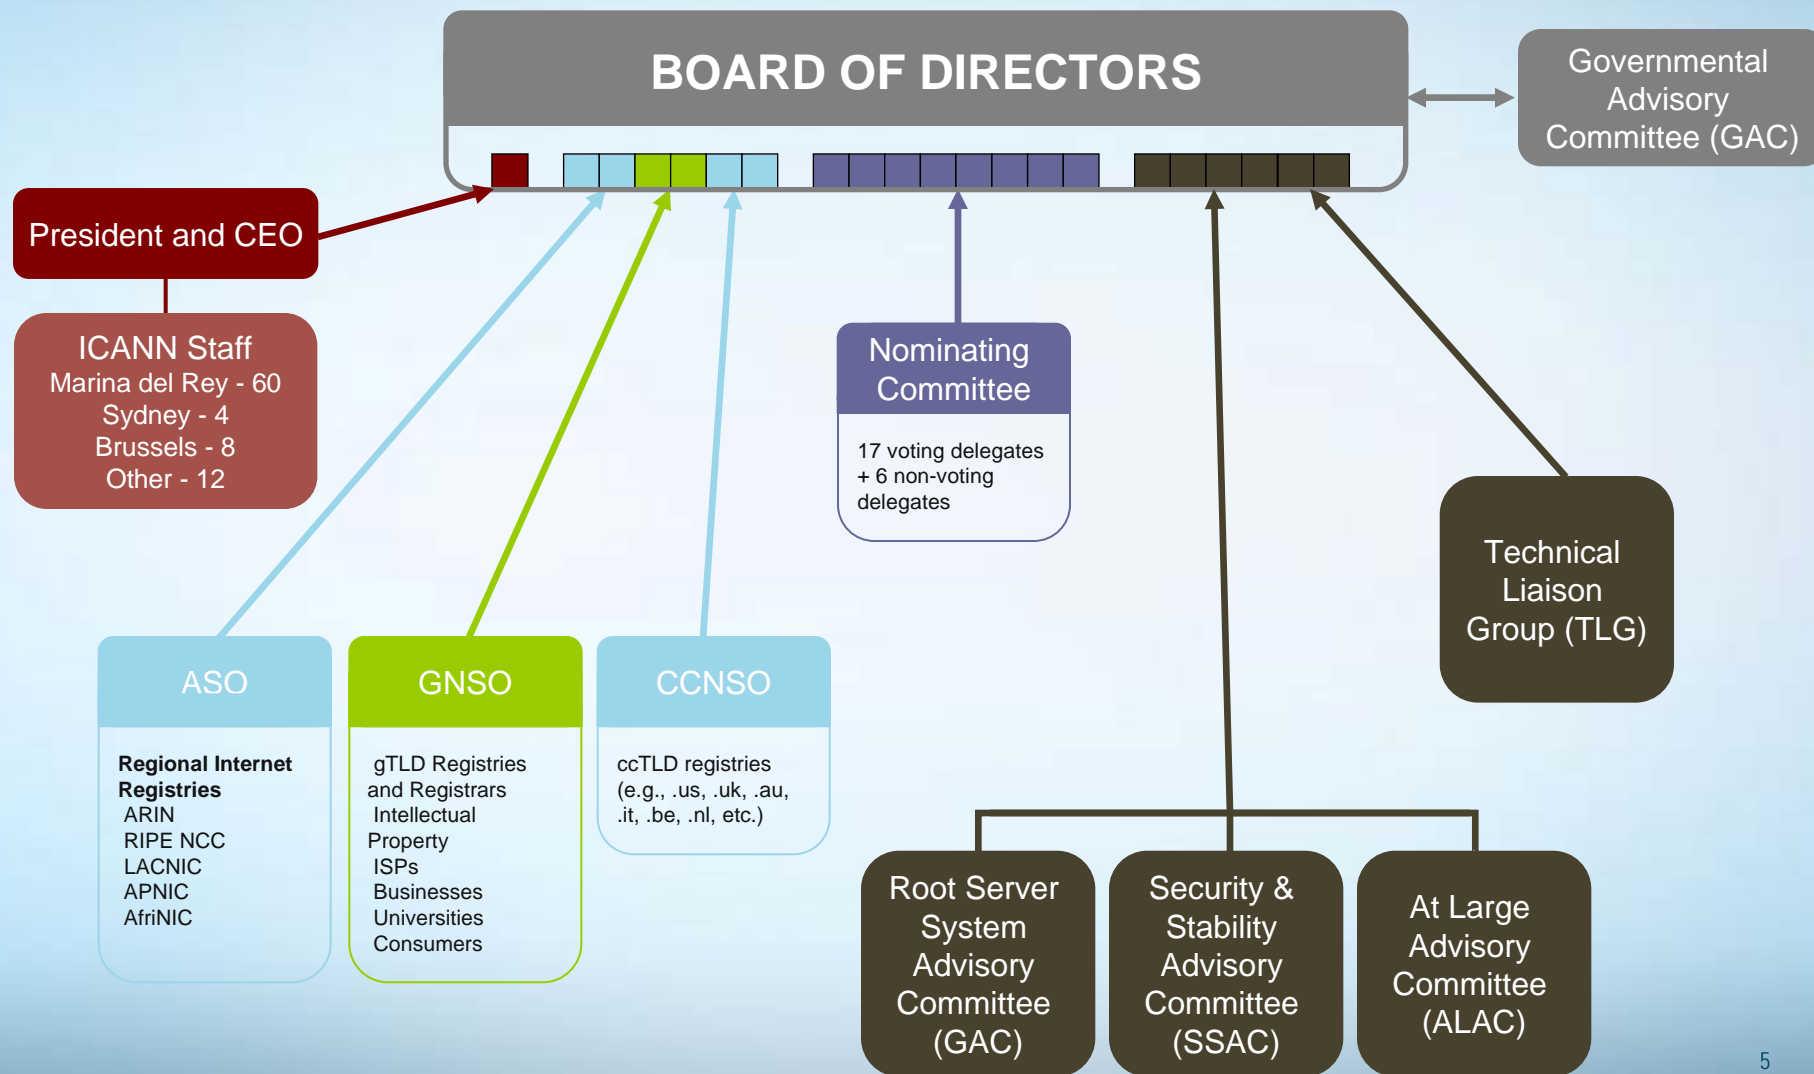 BOARD OF DIRECTORS
Governmental
Advisory
Committee (GAC)
President and CEO
ICANN Staff
Marina del Rey - 60
Sydney - 4
Brussels - 8
Other - 12
Nominating
Committee
17 voting delegates
+ 6 non-voting
delegates
Technical
Liaison
Group (TLG)
ASO
Regional Internet
Registries
ARIN
RIPE NCC
LACNIC
APNIC
AfriNIC
GNSO
gTLD Registries
and Registrars
Intellectual
Property
ISPs
Businesses
Universities
Consumers
CCNSO
ccTLD registries
(e.g., .us, .uk, .au,
.it, .be, .nl, etc.)
Root Server
System
Advisory
Committee
(GAC)
Security &
Stability
Advisory
Committee
(SSAC)
At Large
Advisory
Committee
(ALAC)
5